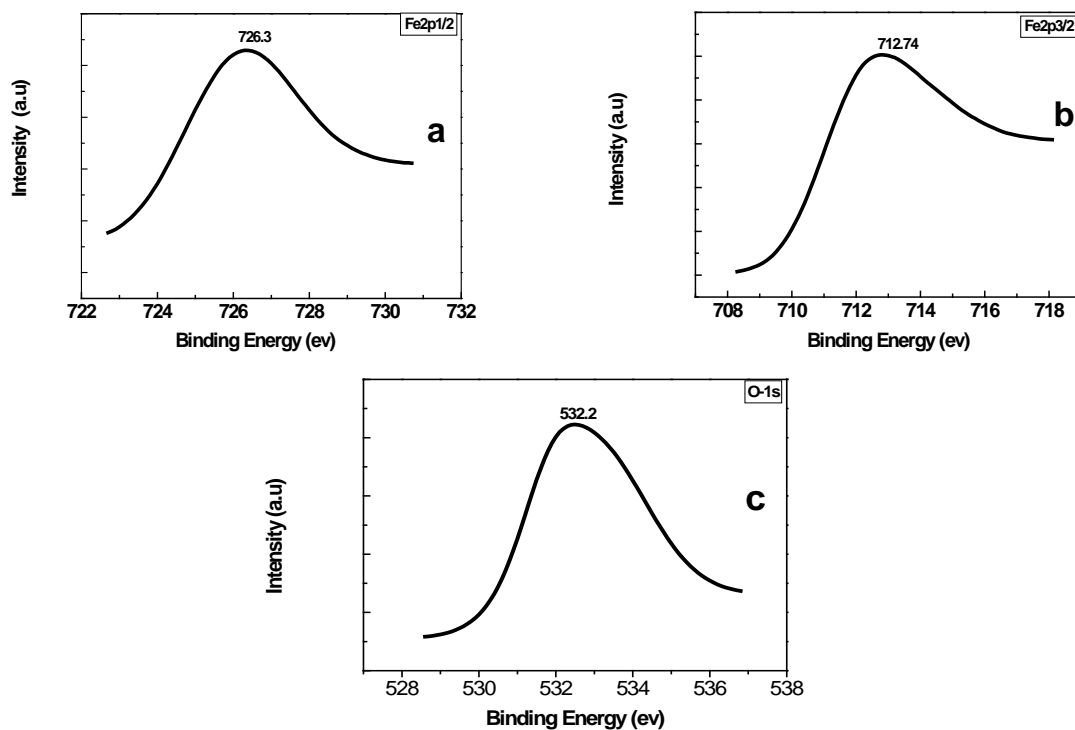 Fe2p1/2
726.3
a
Intensity (a.u)
722 724 726 728 730 732
Binding Energy (ev)
Fe2p3/2
712.74
b
Intensity (a.u)
708 710 712 714 716 718
Binding Energy (ev)
O-1s
532.2
c
Intensity (a.u)
528 530 532 534 536 538
Binding Energy (ev)